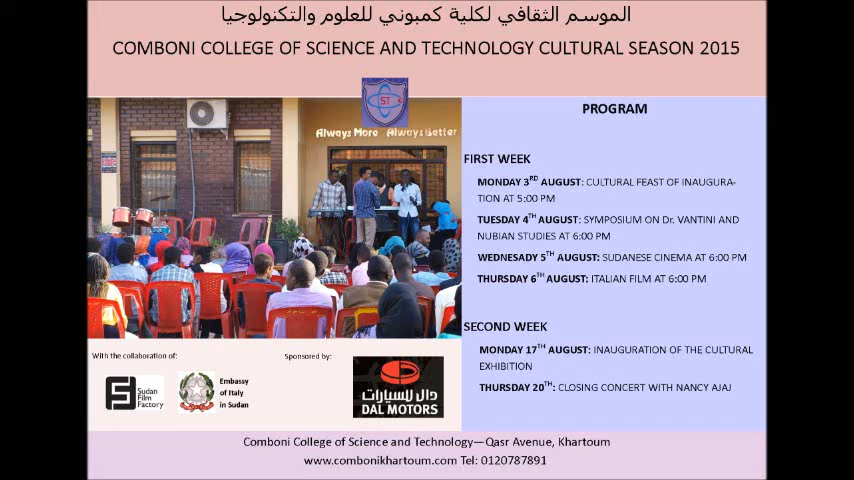 الموسم الثقافي لكلية كمبوني للعلوم والتكنولوجيا
COMBONI COLLEGE OF SCIENCE AND TECHNOLOGY CULTURAL SEASON 2015
ST
Always More Always Better
PROGRAM
FIRST WEEK
MONDAY 3RD AUGUST: CULTURAL FEAST OF INAUGURA-
TION AT 5:00 PM
TUESDAY 4TH AUGUST: SYMPOSIUM ON Dr. VANTINI AND
NUBIAN STUDIES AT 6:00 PM
WEDNESADY 5TH AUGUST: SUDANESE CINEMA AT 6:00 PM
THURSDAY 6TH AUGUST: ITALIAN FILM AT 6:00 PM
SECOND WEEK
MONDAY 17TH AUGUST: INAUGURATION OF THE CULTURAL
EXHIBITION
THURSDAY 20TH: CLOSING CONCERT WITH NANCY AJAJ
With the collaboration of:
Sudan
Film
Factory
Embassy
of Italy
in Sudan
Sponsored by:
دال للسيارات
DAL MOTORS
Comboni College of Science and Technology—Qasr Avenue, Khartoum
www.combonikhartoum.com Tel: 0120787891